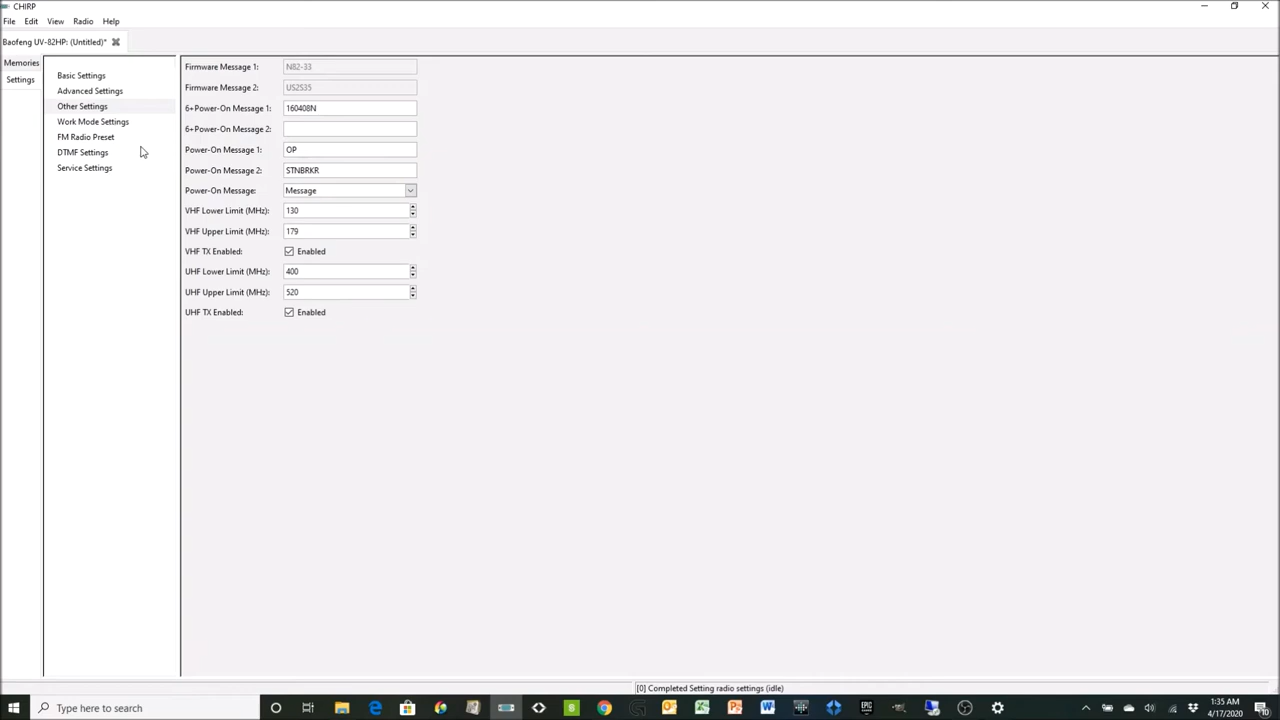 CHIRP
File Edit View Radio Help
Baofeng UV-82HP: (Untitled)*
Memories
Settings
Basic Settings
Advanced Settings
Other Settings
Work Mode Settings
FM Radio Preset
DTMF Settings
Service Settings
Firmware Message 1: N82-33
Firmware Message 2: US2S35
6+Power-On Message 1: 160408N
6+Power-On Message 2:
Power-On Message 1: OP
Power-On Message 2: STNBRKR
Power-On Message: Message
VHF Lower Limit (MHz): 130
VHF Upper Limit (MHz): 179
VHF TX Enabled: Enabled
UHF Lower Limit (MHz): 400
UHF Upper Limit (MHz): 520
UHF TX Enabled: Enabled
[0] Completed Setting radio settings (idle)
Type here to search
1:35 AM
4/17/2020